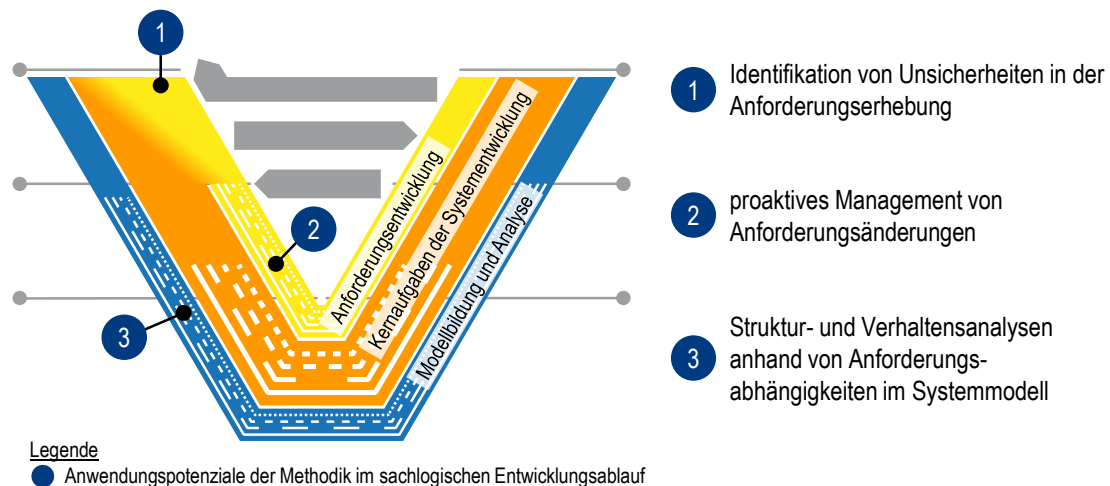 1
2
3
Anforderungsentwicklung
Kernaufgaben der Systementwicklung
Modellbildung und Analyse
1
Identifikation von Unsicherheiten in der
Anforderungserhebung
2
proaktives Management von
Anforderungsänderungen
3
Struktur- und Verhaltensanalysen
anhand von Anforderungs-
abhängigkeiten im Systemmodell
Legende
Anwendungspotenziale der Methodik im sachlogischen Entwicklungsablauf